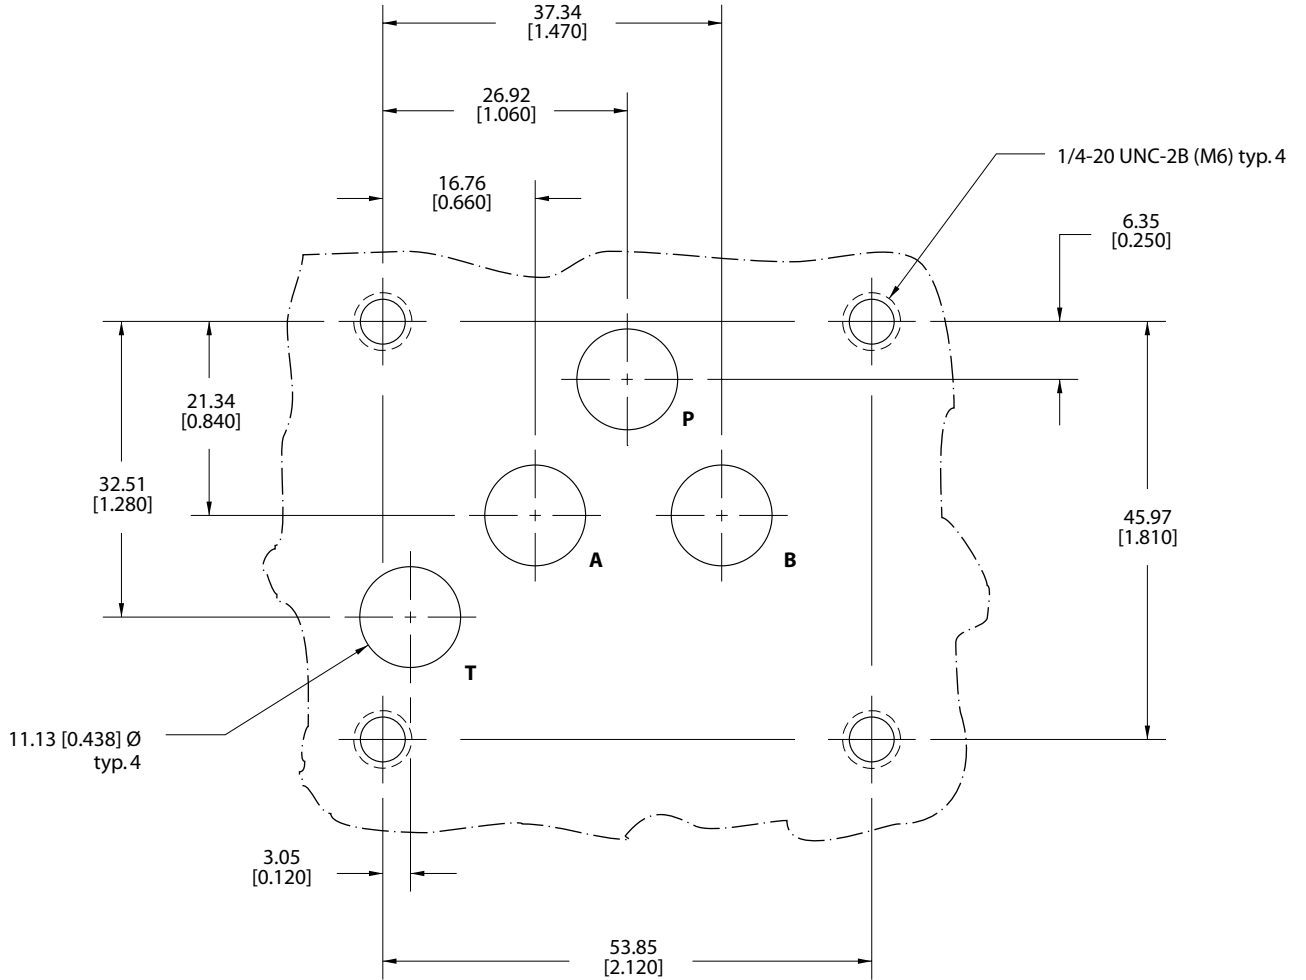 37.34
[1.470]
26.92
[1.060]
1/4-20 UNC-2B (M6) typ. 4
16.76
[0.660]
6.35
[0.250]
21.34
[0.840]
P
32.51
[1.280]
45.97
[1.810]
A
B
T
11.13 [0.438] Ø
typ. 4
3.05
[0.120]
53.85
[2.120]